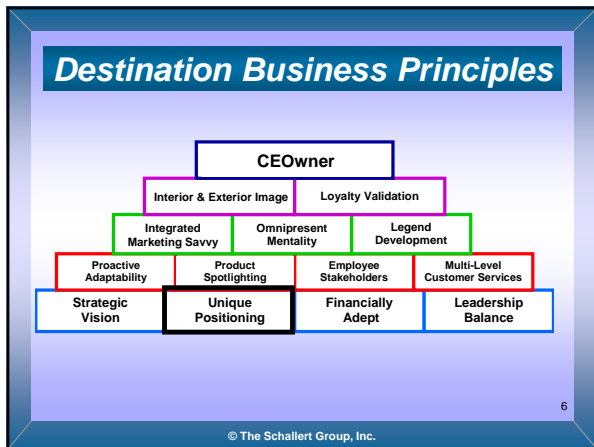 Destination Business Principles
CEOwner
Interior & Exterior Image
Loyalty Validation
Integrated
Marketing Savvy
Omnipresent
Mentality
Legend
Development
Proactive
Adaptability
Product
Spotlighting
Employee
Stakeholders
Multi-Level
Customer Services
Strategic
Vision
Unique
Positioning
Financially
Adept
Leadership
Balance
6
© The Schallert Group, Inc.